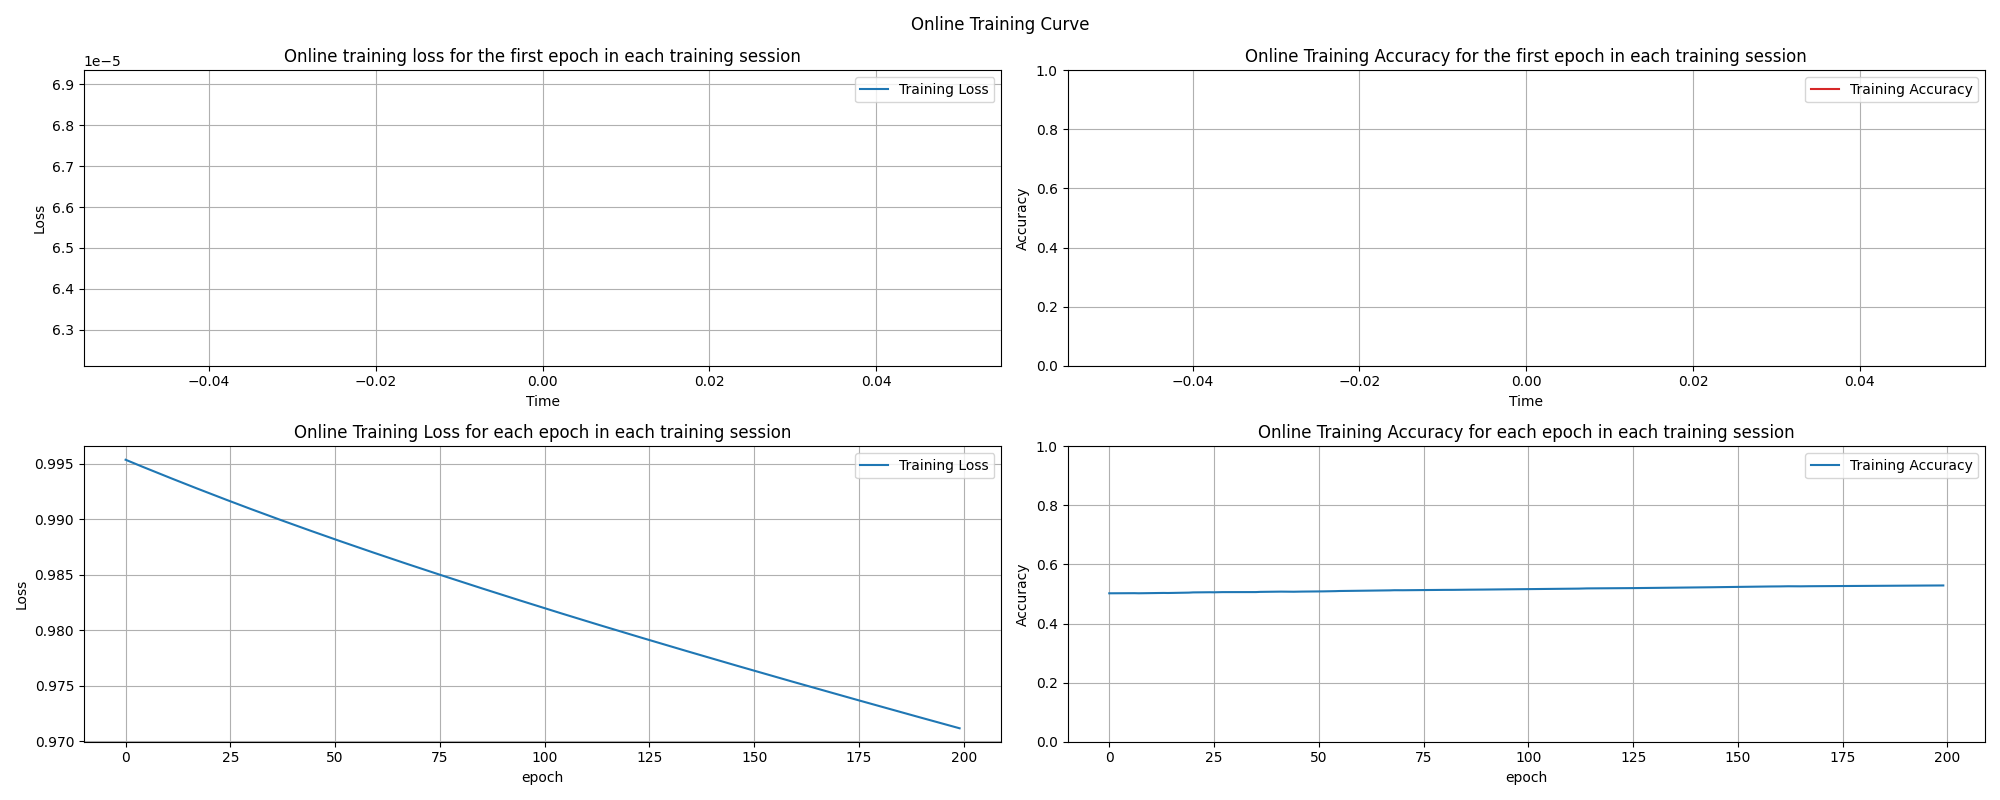 Online Training Curve
Online training loss for the first epoch in each training session
1e−5
6.9
6.8
6.7
6.6
6.5
6.4
6.3
Loss
Training Loss
−0.04 −0.02 0.00 0.02 0.04
Time
Online Training Accuracy for the first epoch in each training session
1.0
0.8
0.6
0.4
0.2
0.0
Accuracy
Training Accuracy
−0.04 −0.02 0.00 0.02 0.04
Time
Online Training Loss for each epoch in each training session
0.995
0.990
0.985
0.980
0.975
0.970
Loss
Training Loss
0 25 50 75 100 125 150 175 200
epoch
Online Training Accuracy for each epoch in each training session
1.0
0.8
0.6
0.4
0.2
0.0
Accuracy
Training Accuracy
0 25 50 75 100 125 150 175 200
epoch